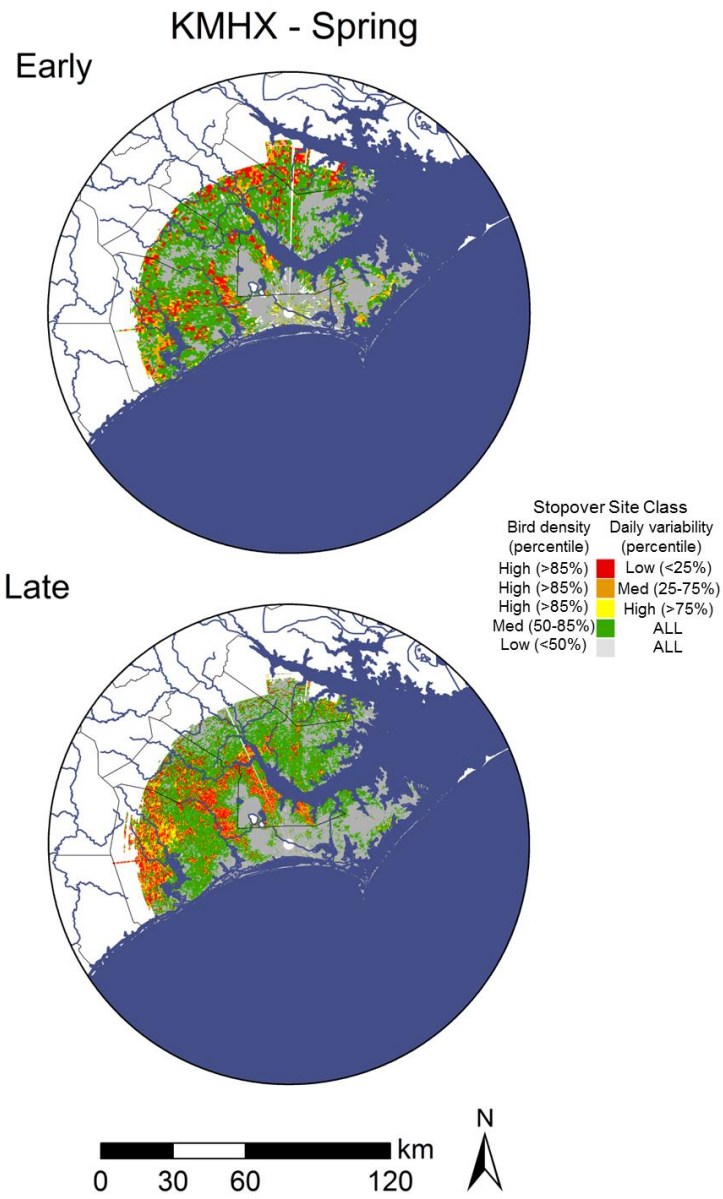 KMHX - Spring
Early
Stopover Site Class
Bird density Daily variability
(percentile) (percentile)
High (>85%) Low (<25%)
High (>85%) Med (25-75%)
High (>85%) High (>75%)
Med (50-85%) ALL
Low (<50%) ALL
Late
N
km
0 30 60 120